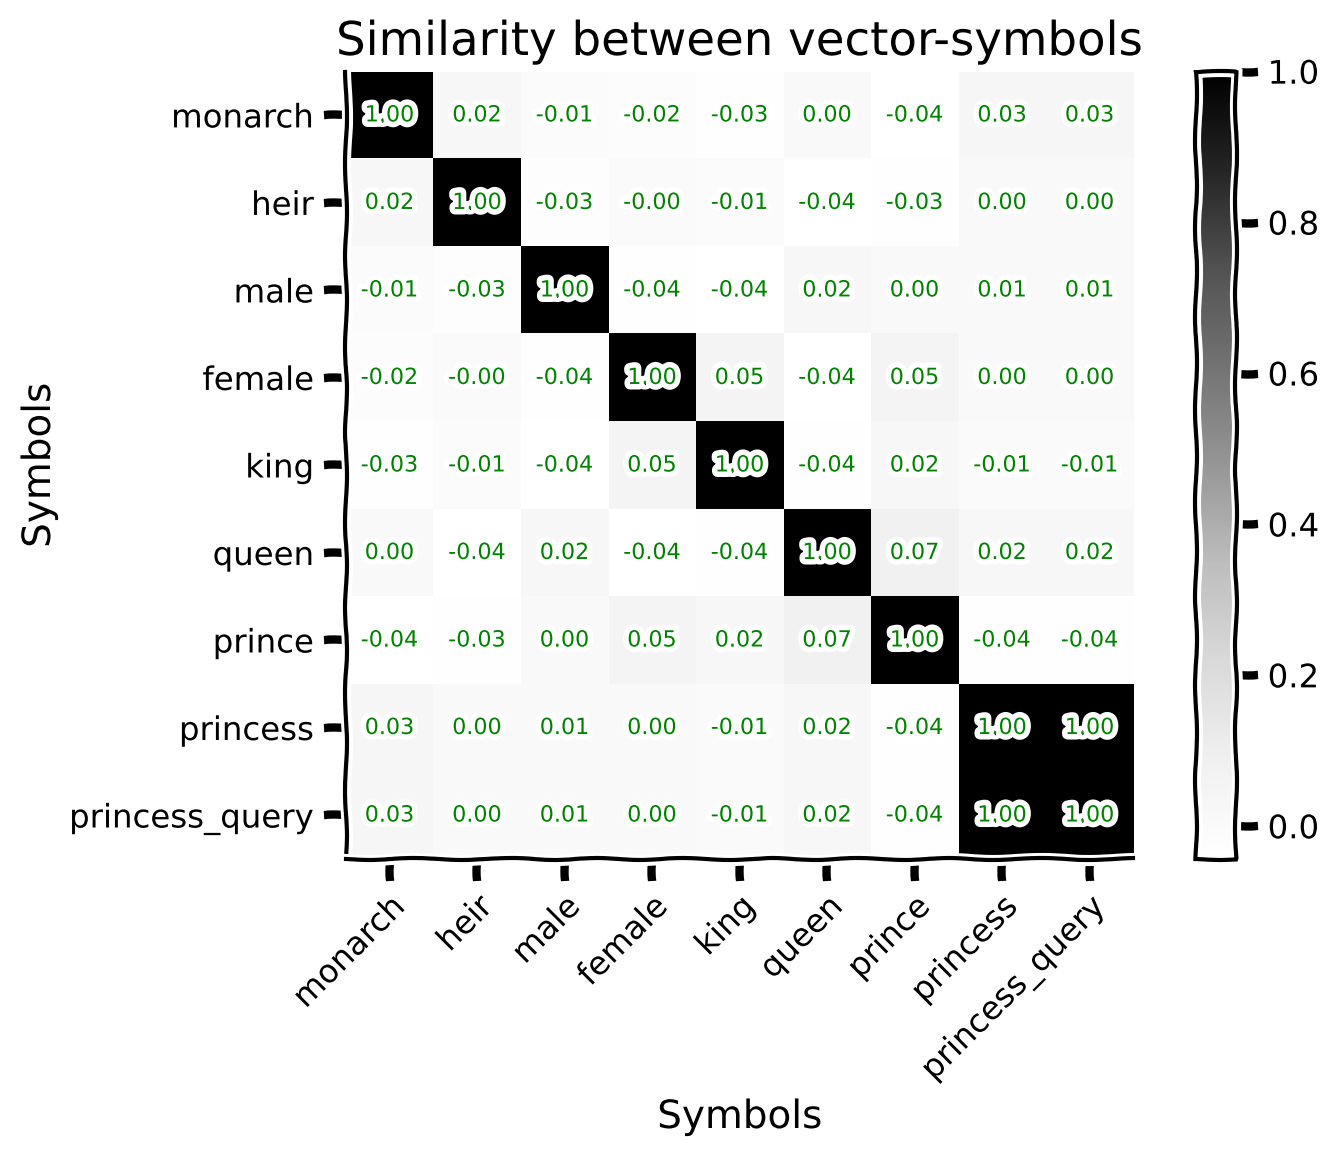 Similarity between vector-symbols
monarch 1.00 0.02 -0.01 -0.02 -0.03 0.00 -0.04 0.03 0.03
heir 0.02 1.00 -0.03 -0.00 -0.01 -0.04 -0.03 0.00 0.00
male -0.01 -0.03 1.00 -0.04 -0.04 0.02 0.00 0.01 0.01
female -0.02 -0.00 -0.04 1.00 0.05 -0.04 0.05 0.00 0.00
king -0.03 -0.01 -0.04 0.05 1.00 -0.04 0.02 -0.01 -0.01
queen 0.00 -0.04 0.02 -0.04 -0.04 1.00 0.07 0.02 0.02
prince -0.04 -0.03 0.00 0.05 0.02 0.07 1.00 -0.04 -0.04
princess 0.03 0.00 0.01 0.00 -0.01 0.02 -0.04 1.00 1.00
princess_query 0.03 0.00 0.01 0.00 -0.01 0.02 -0.04 1.00 1.00
Symbols
monarch heir male female king queen prince princess princess_query
Symbols
1.0
0.8
0.6
0.4
0.2
0.0